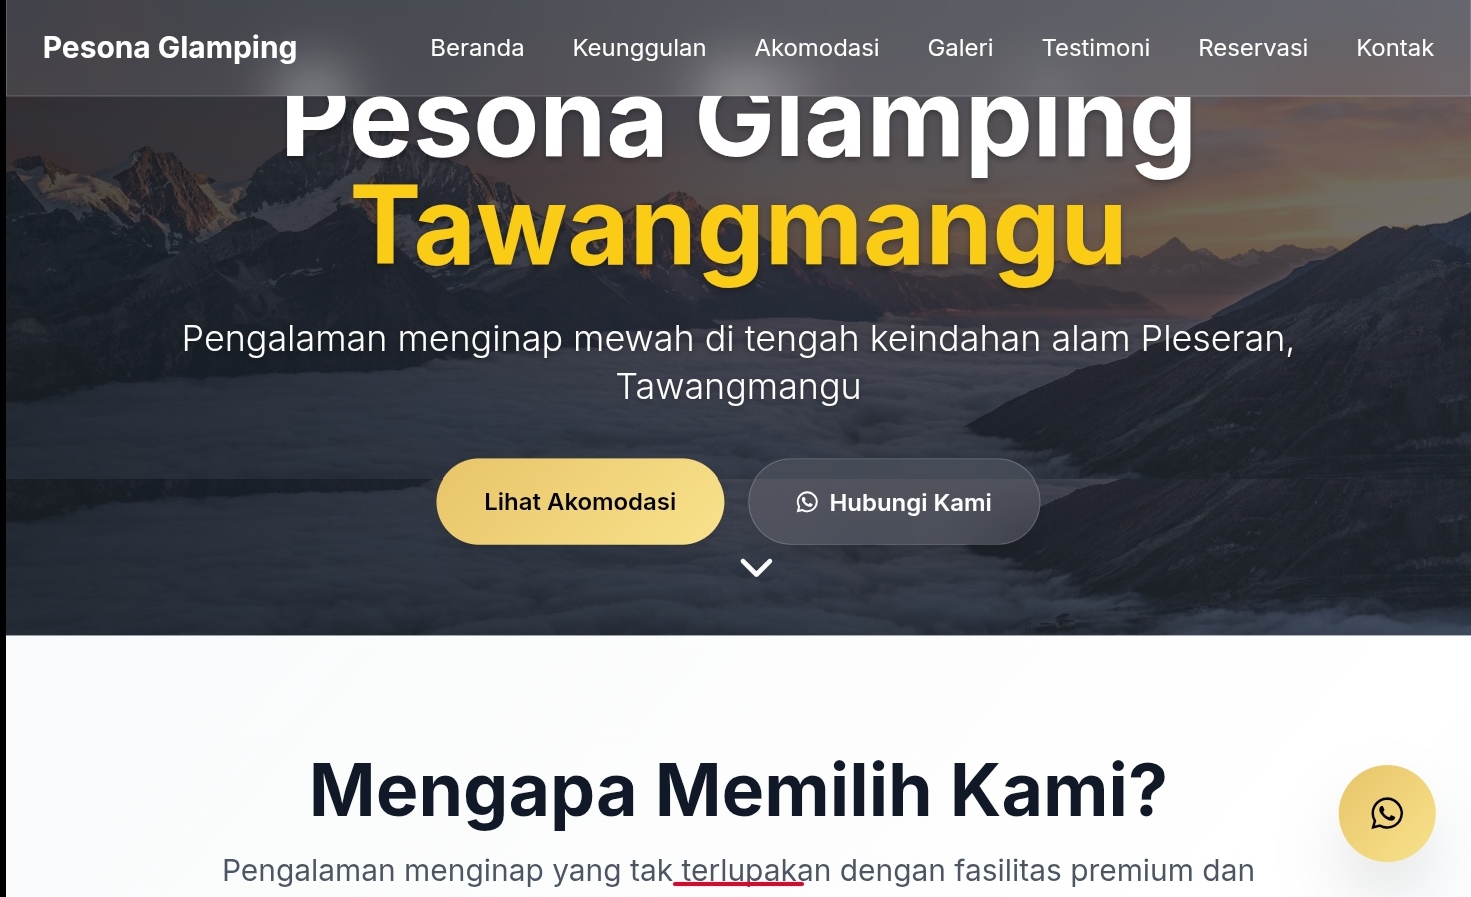 Pesona Glamping
Beranda Keunggulan Akomodasi Galeri Testimoni Reservasi Kontak
Pesona Glamping
Tawangmangu
Pengalaman menginap mewah di tengah keindahan alam Pleseran,
Tawangmangu
Lihat Akomodasi
Hubungi Kami
Mengapa Memilih Kami?
Pengalaman menginap yang tak terlupakan dengan fasilitas premium dan